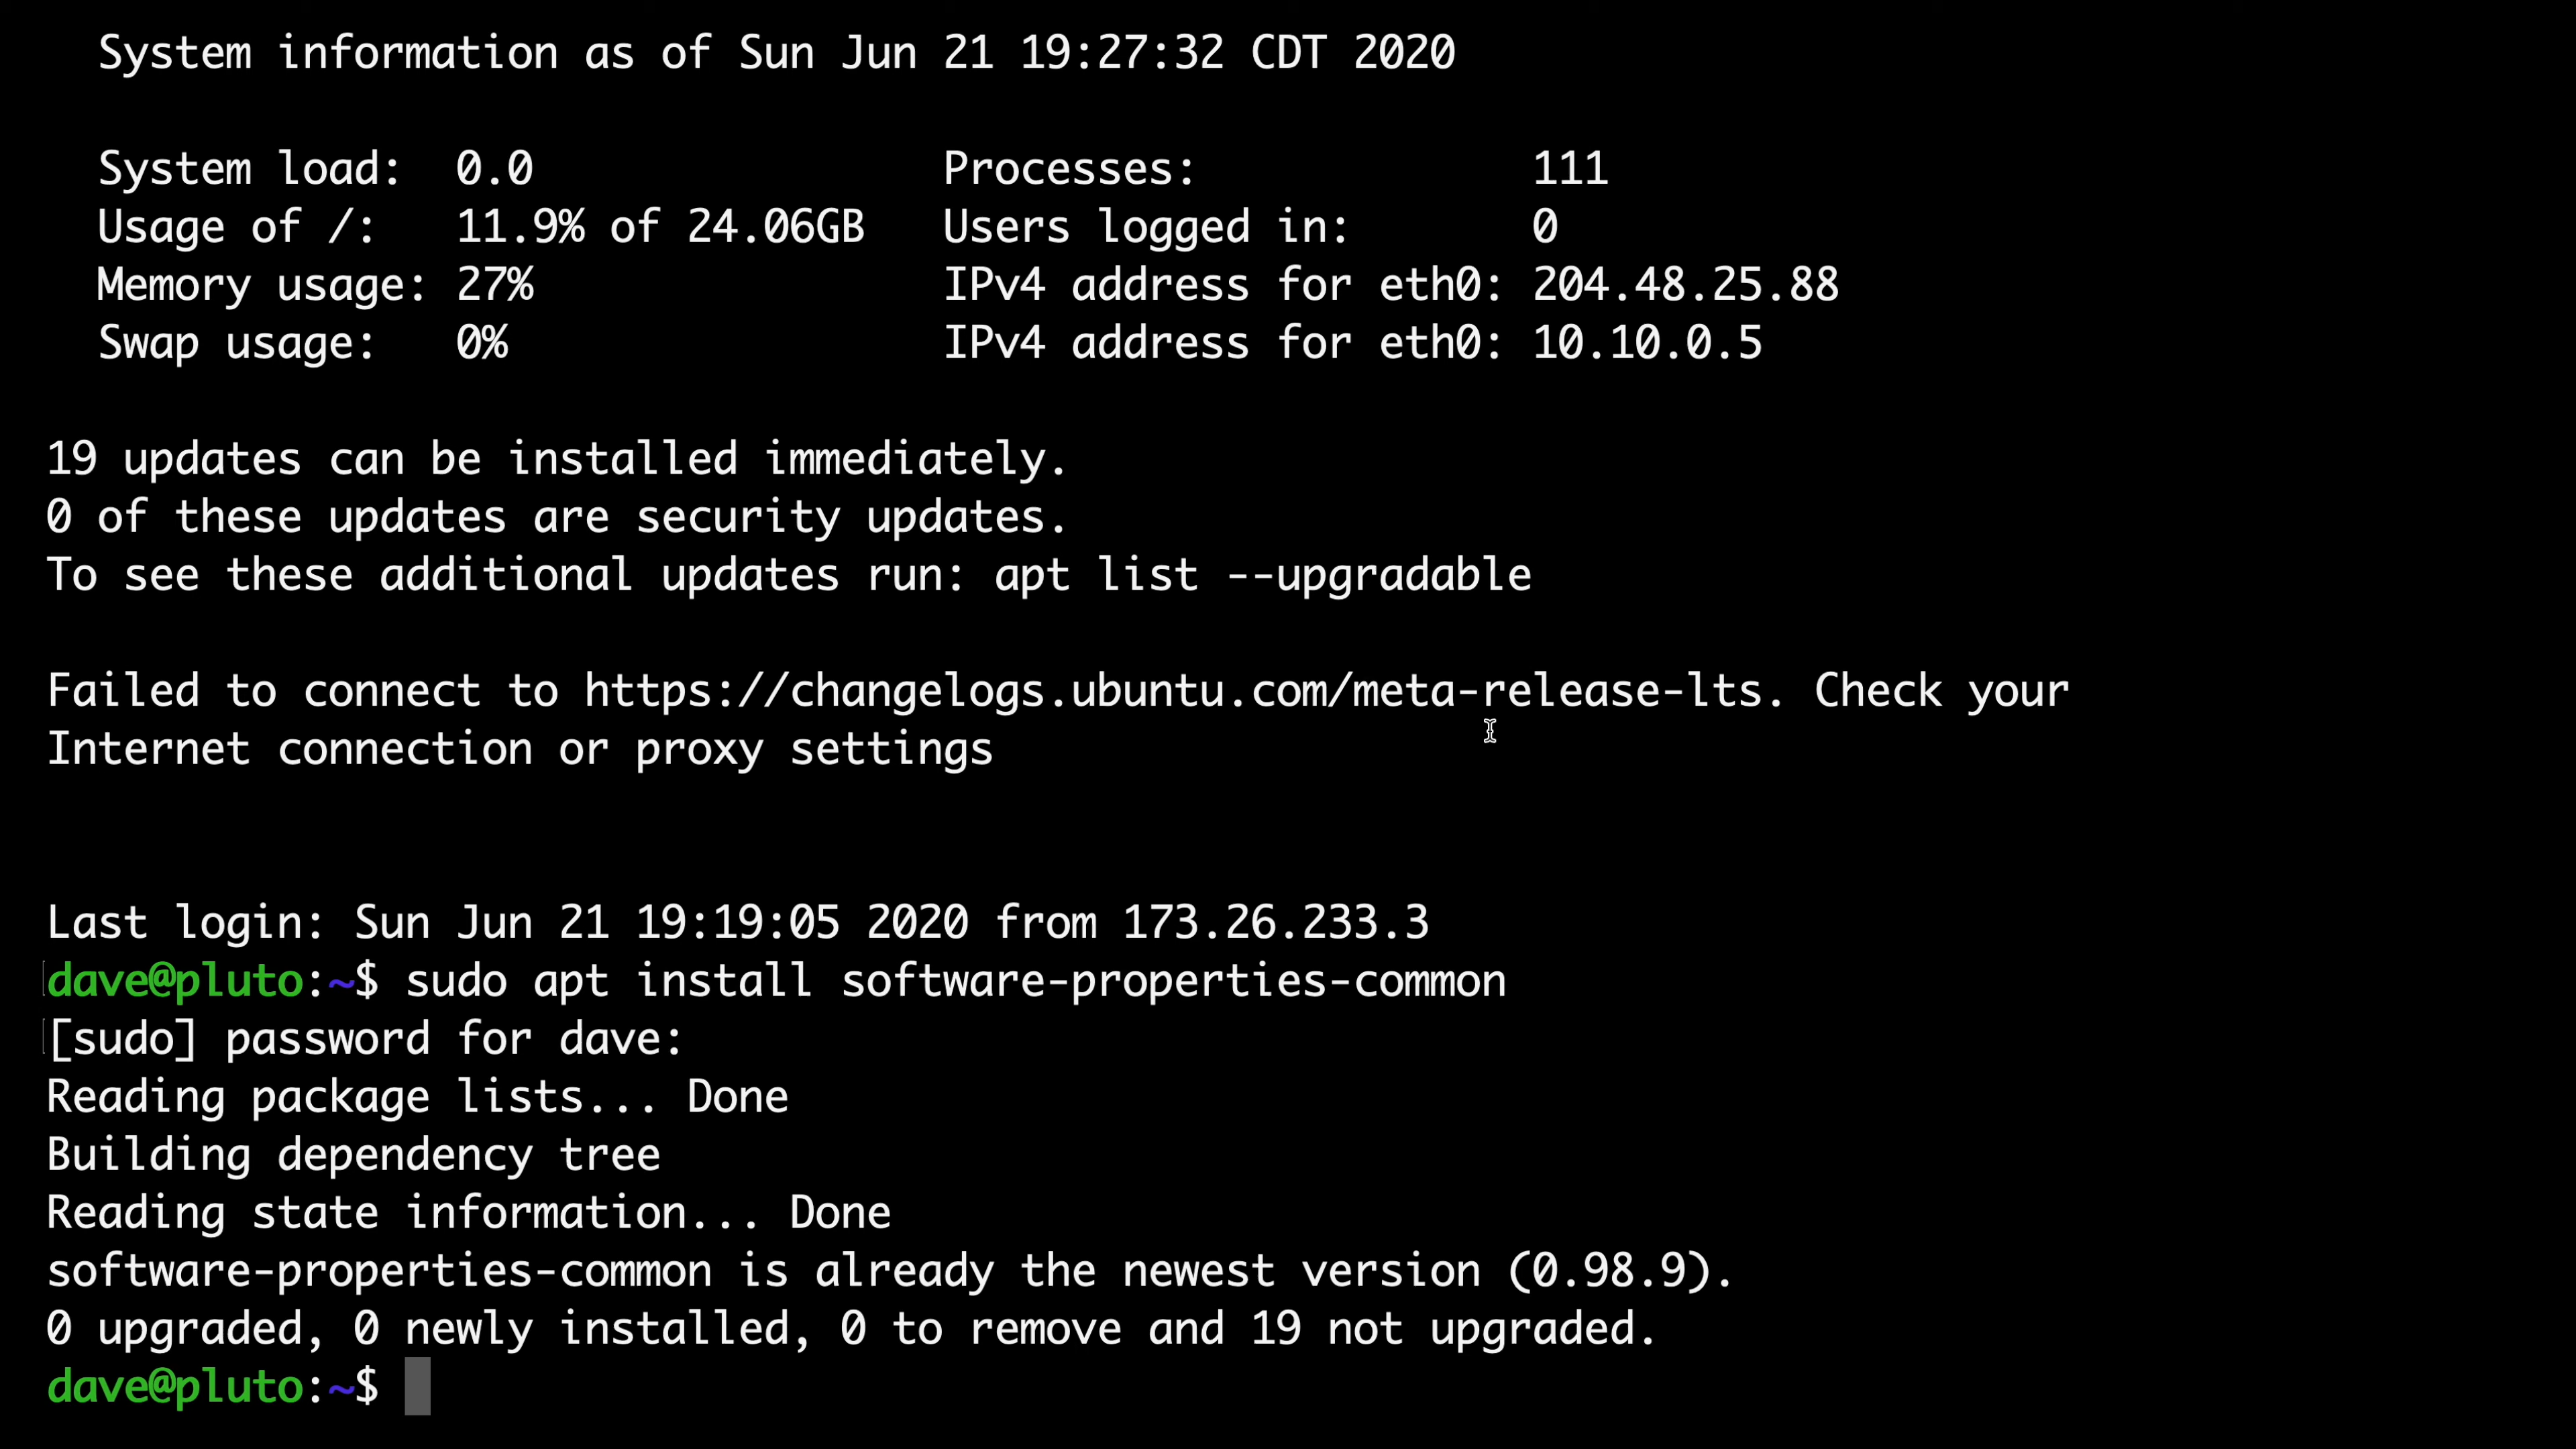 System information as of Sun Jun 21 19:27:32 CDT 2020
System load:  0.0                Processes:             111
Usage of /:   11.9% of 24.06GB   Users logged in:       0
Memory usage: 27%                IPv4 address for eth0: 204.48.25.88
Swap usage:   0%                 IPv4 address for eth0: 10.10.0.5
19 updates can be installed immediately.
0 of these updates are security updates.
To see these additional updates run: apt list --upgradable
Failed to connect to https://changelogs.ubuntu.com/meta-release-lts. Check your
Internet connection or proxy settings
Last login: Sun Jun 21 19:19:05 2020 from 173.26.233.3
dave@pluto:~$ sudo apt install software-properties-common
[sudo] password for dave:
Reading package lists... Done
Building dependency tree
Reading state information... Done
software-properties-common is already the newest version (0.98.9).
0 upgraded, 0 newly installed, 0 to remove and 19 not upgraded.
dave@pluto:~$